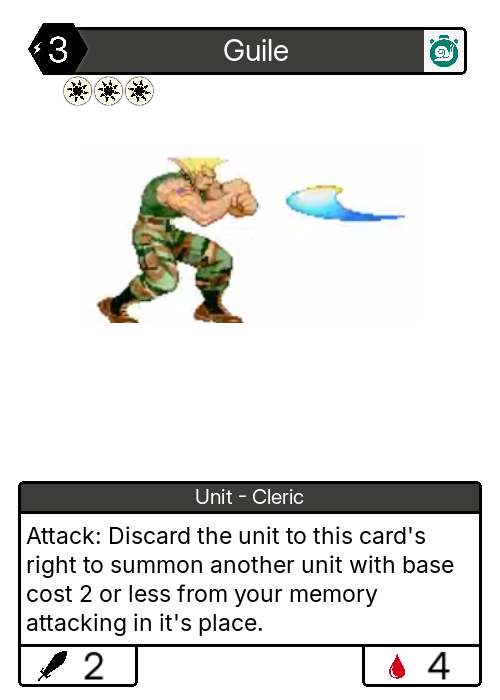 3
Guile
Unit - Cleric
Attack: Discard the unit to this card's
right to summon another unit with base
cost 2 or less from your memory
attacking in it's place.
2
4